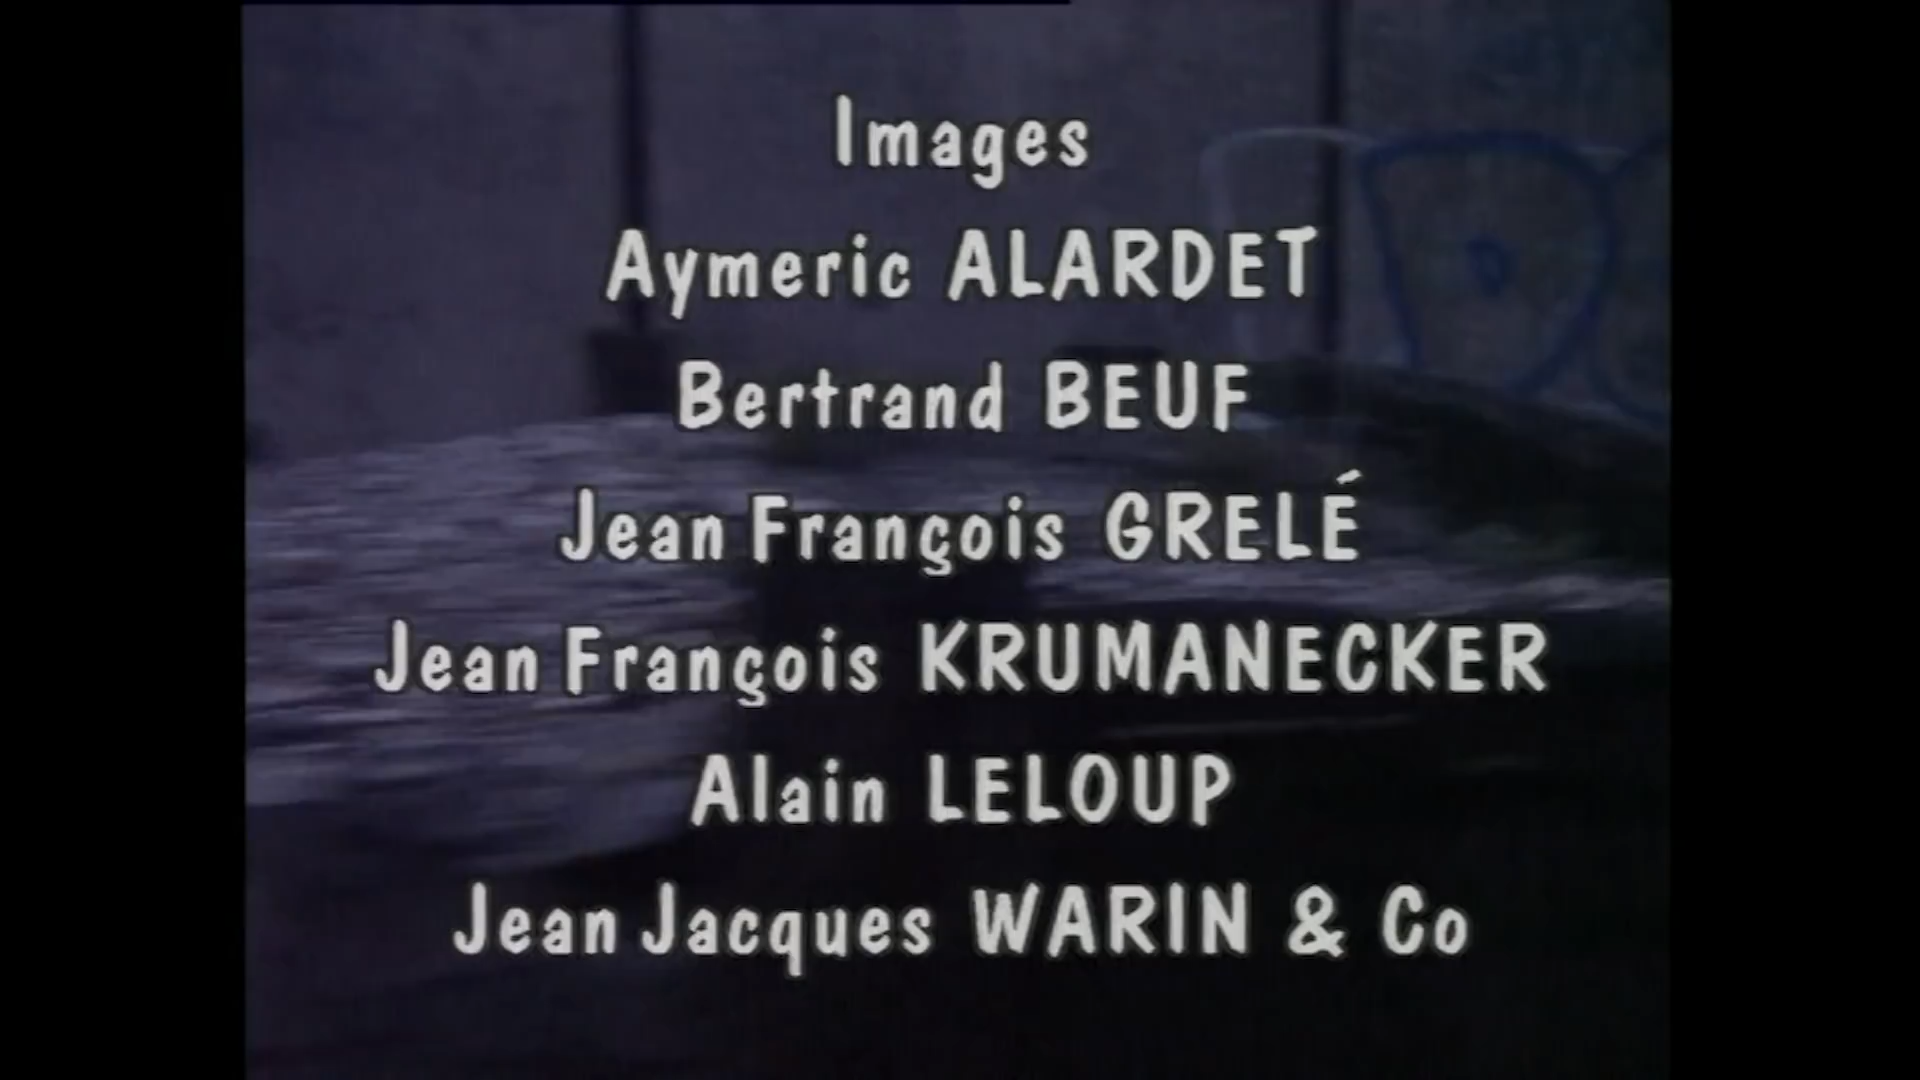 Images
Aymeric ALARDET
Bertrand BEUF
Jean François GRELÉ
Jean François KRUMANECKER
Alain LELOUP
Jean Jacques WARIN & Co